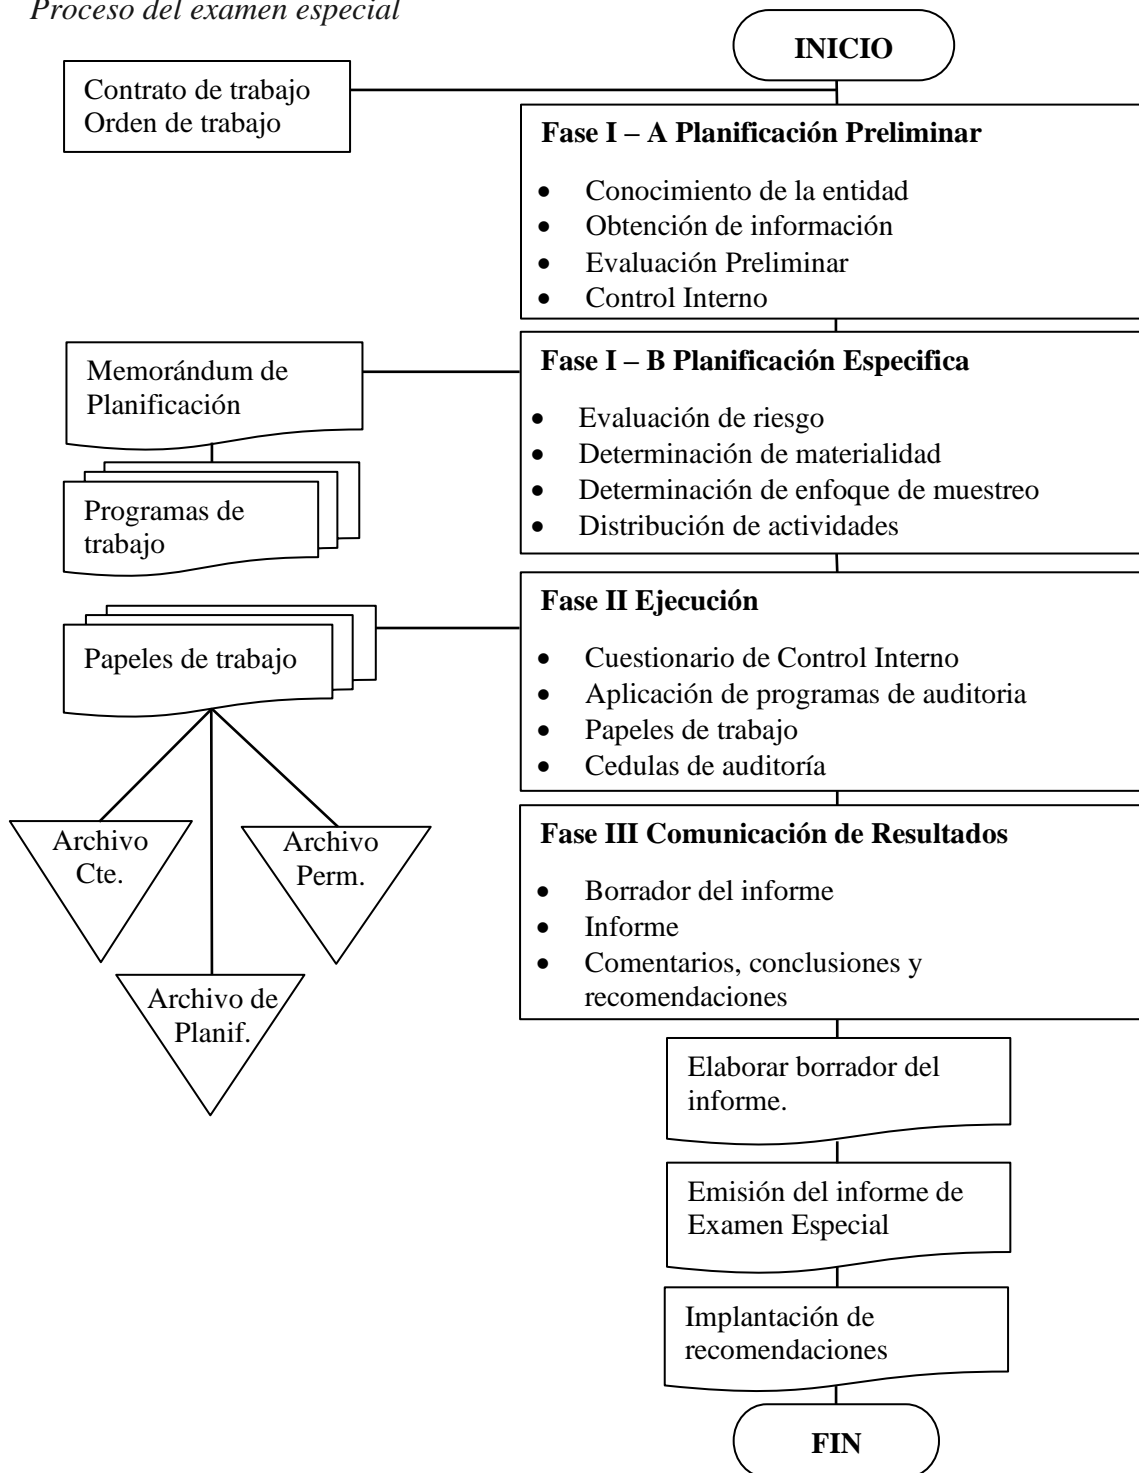 Proceso del examen especial
INICIO
Contrato de trabajo
Orden de trabajo
Fase I – A Planificación Preliminar
• Conocimiento de la entidad
• Obtención de información
• Evaluación Preliminar
• Control Interno
Memorándum de
Planificación
Programas de
trabajo
Fase I – B Planificación Especifica
• Evaluación de riesgo
• Determinación de materialidad
• Determinación de enfoque de muestreo
• Distribución de actividades
Papeles de trabajo
Fase II Ejecución
• Cuestionario de Control Interno
• Aplicación de programas de auditoria
• Papeles de trabajo
• Cedulas de auditoría
Archivo
Cte.
Archivo
Perm.
Archivo de
Planif.
Fase III Comunicación de Resultados
• Borrador del informe
• Informe
• Comentarios, conclusiones y
recomendaciones
Elaborar borrador del
informe.
Emisión del informe de
Examen Especial
Implantación de
recomendaciones
FIN